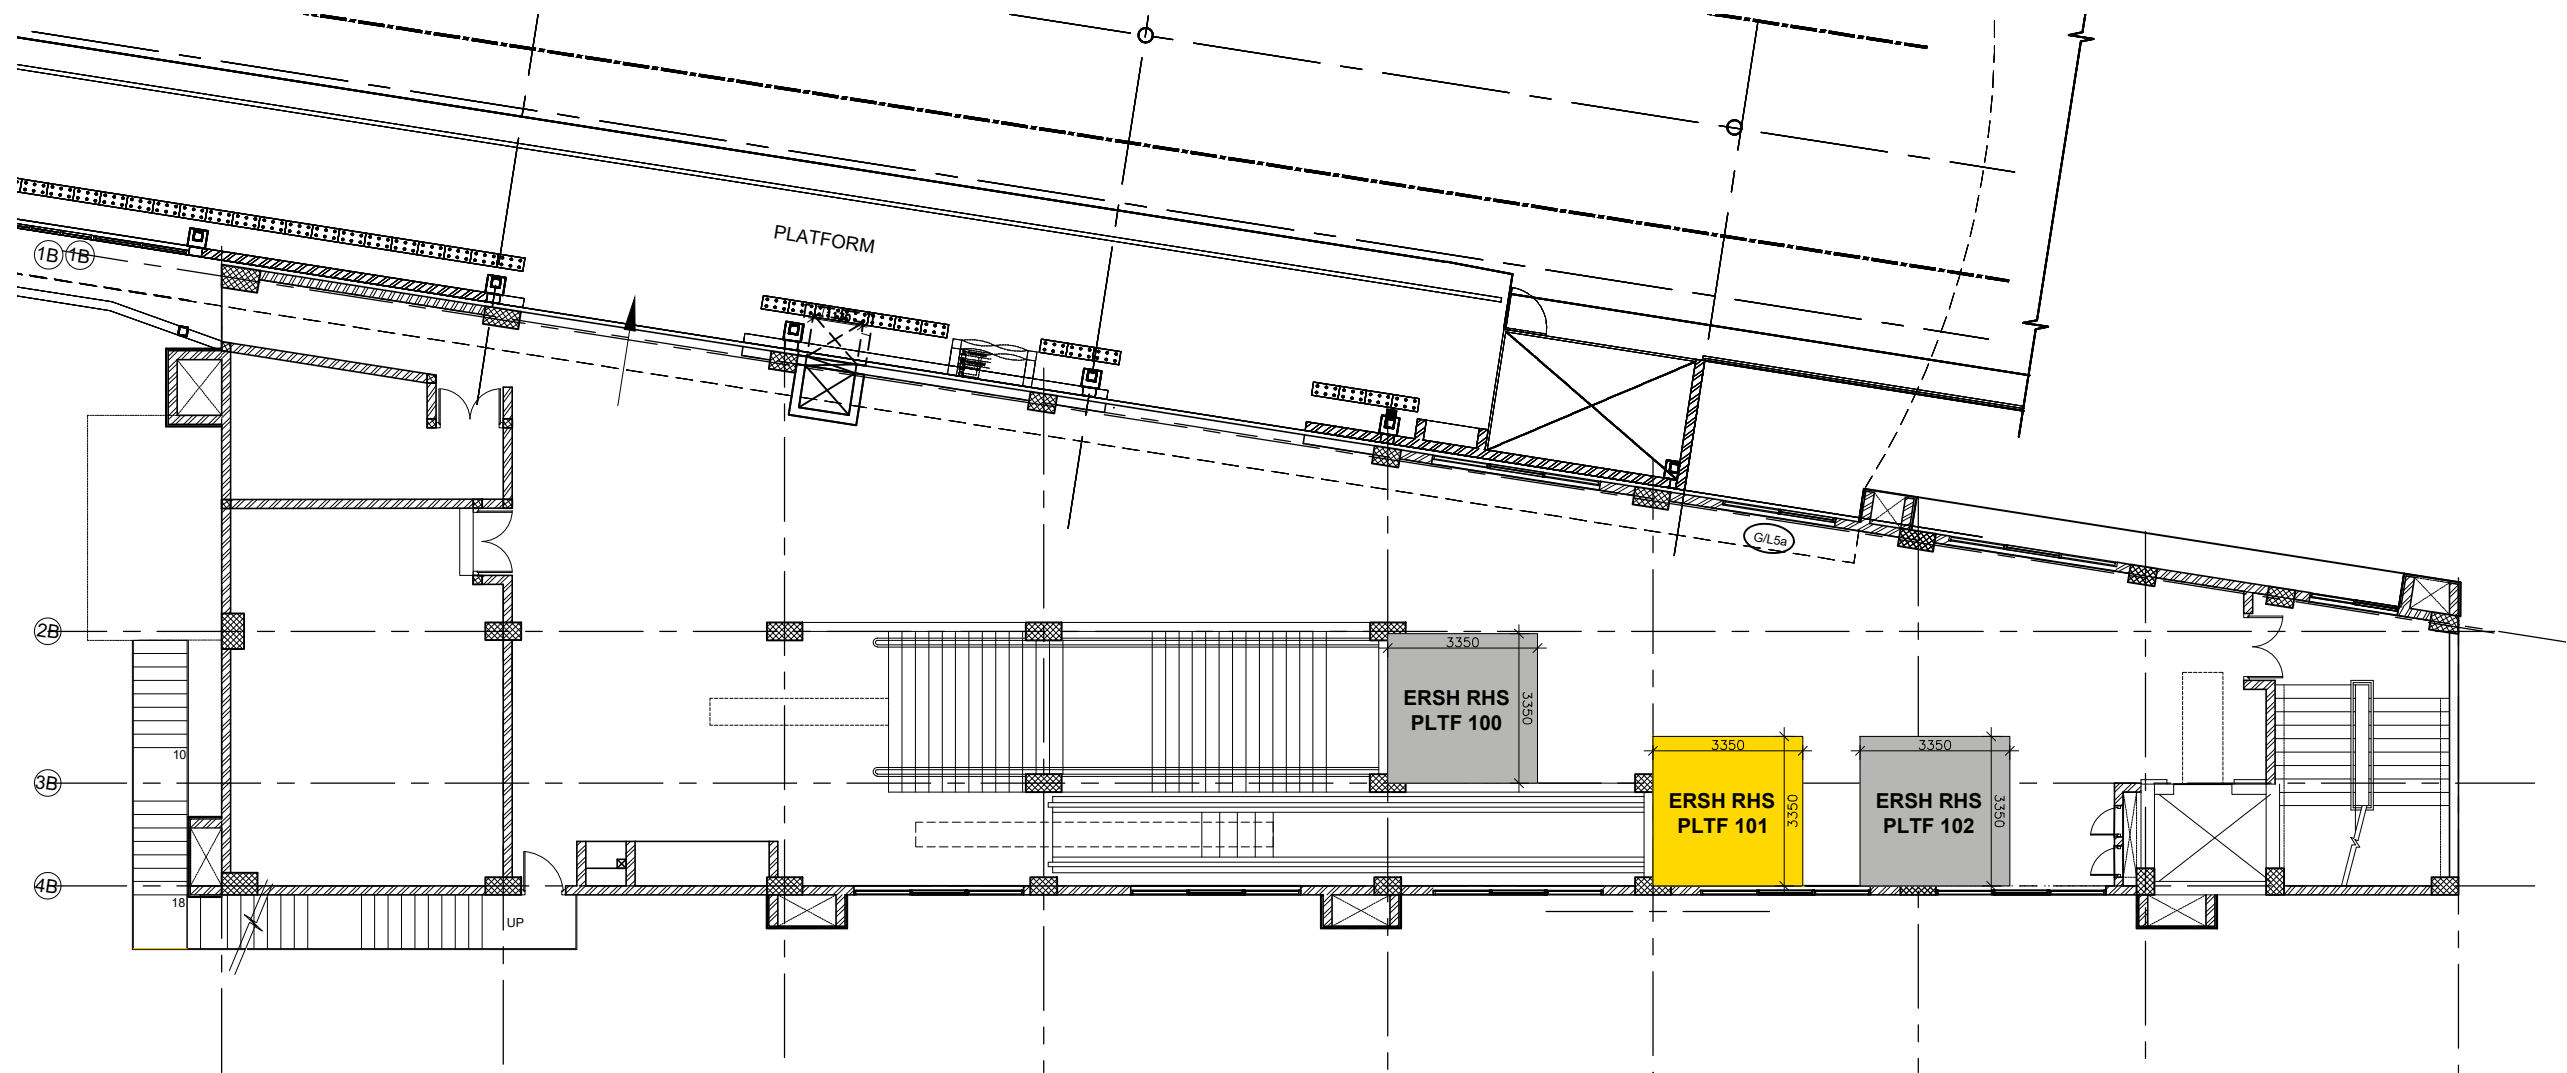 PLATFORM
1B
1B
G/L5a
2B
3350
3350
ERSH RHS
PLTF 100
3350
3350
ERSH RHS
PLTF 101
3350
3350
ERSH RHS
PLTF 102
10
3B
4B
18
UP